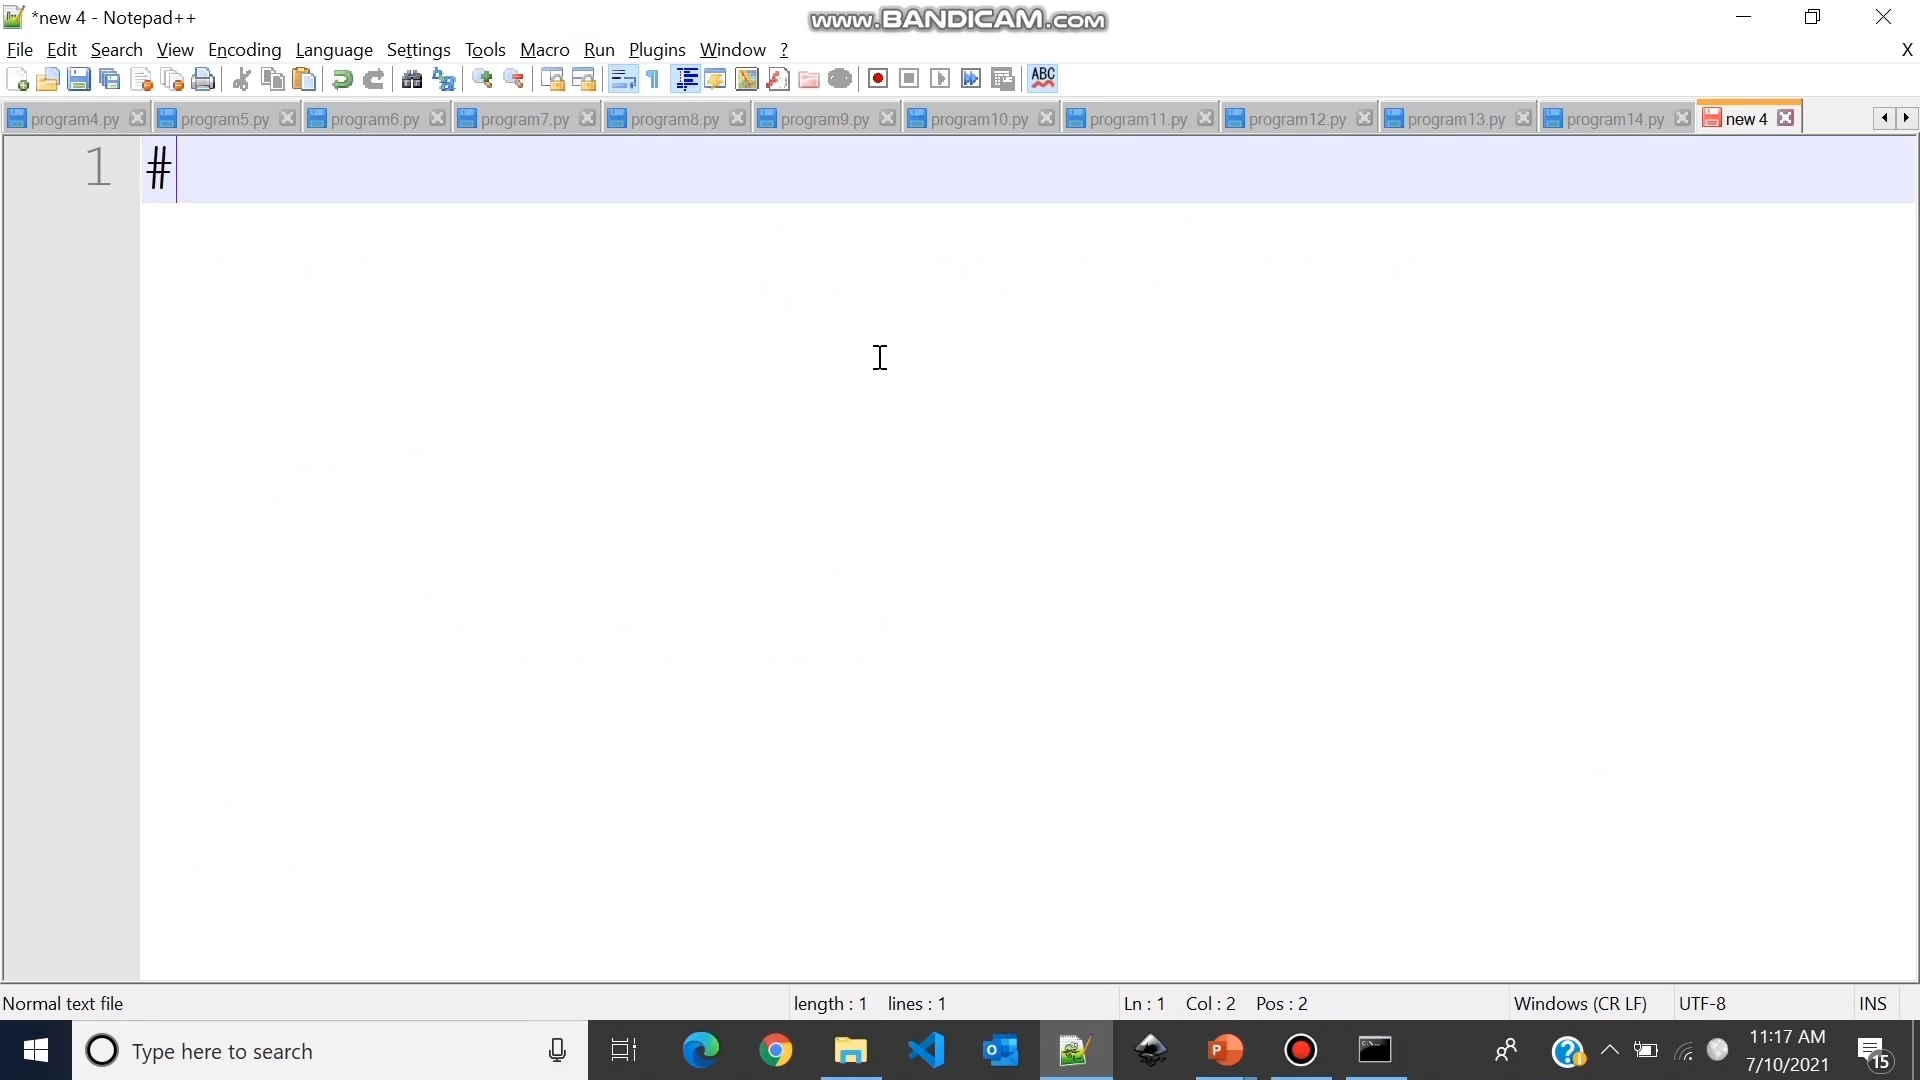 *new 4 - Notepad++
www.BANDICAM.com
File Edit Search View Encoding Language Settings Tools Macro Run Plugins Window ? X
ABC
program4.py program5.py program6.py program7.py program8.py program9.py program10.py program11.py program12.py program13.py program14.py new 4
1 #
Normal text file length : 1 lines : 1 Ln : 1 Col : 2 Pos : 2 Windows (CR LF) UTF-8 INS
Type here to search
11:17 AM
7/10/2021
15